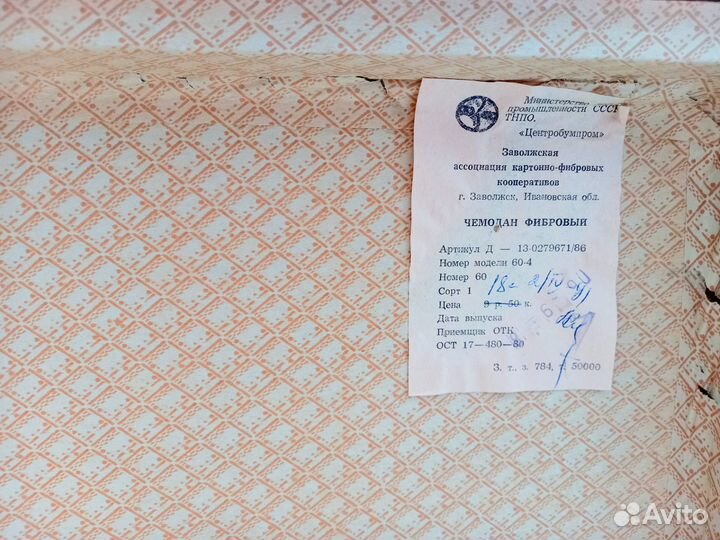 Министерство
промышленности СССР
ТНПО.
«Центробумпром»
Заволжская
ассоциация картонно-фибровых
кооперативов
г. Заволжск, Ивановская обл.
ЧЕМОДАН ФИБРОВЫЙ
Артикул Д — 13-0279671/86
Номер модели 60-4
Номер 60
Сорт 1
Цена 9 р. 50 к.
Дата выпуска
Приемщик ОТК
ОСТ 17—480—80
З. т., з. 784, т. 50000
Avito